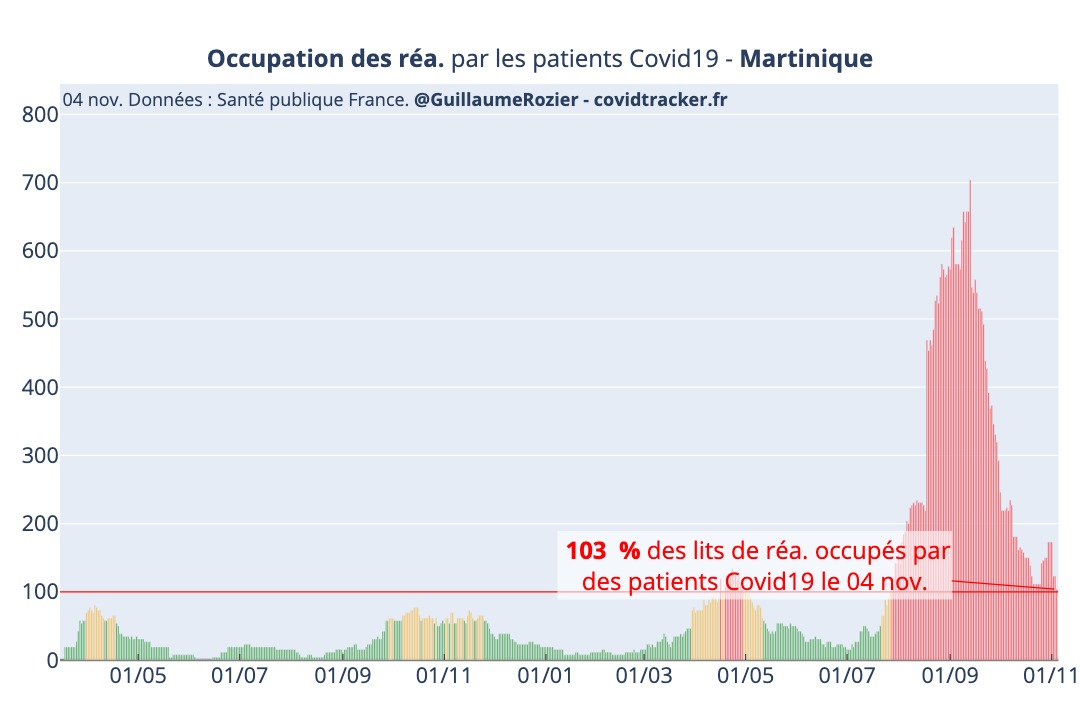 Occupation des réa. par les patients Covid19 - Martinique
04 nov. Données : Santé publique France. @GuillaumeRozier - covidtracker.fr
800
700
600
500
400
300
200
100
0
103 % des lits de réa. occupés par
des patients Covid19 le 04 nov.
01/05 01/07 01/09 01/11 01/01 01/03 01/05 01/07 01/09 01/11